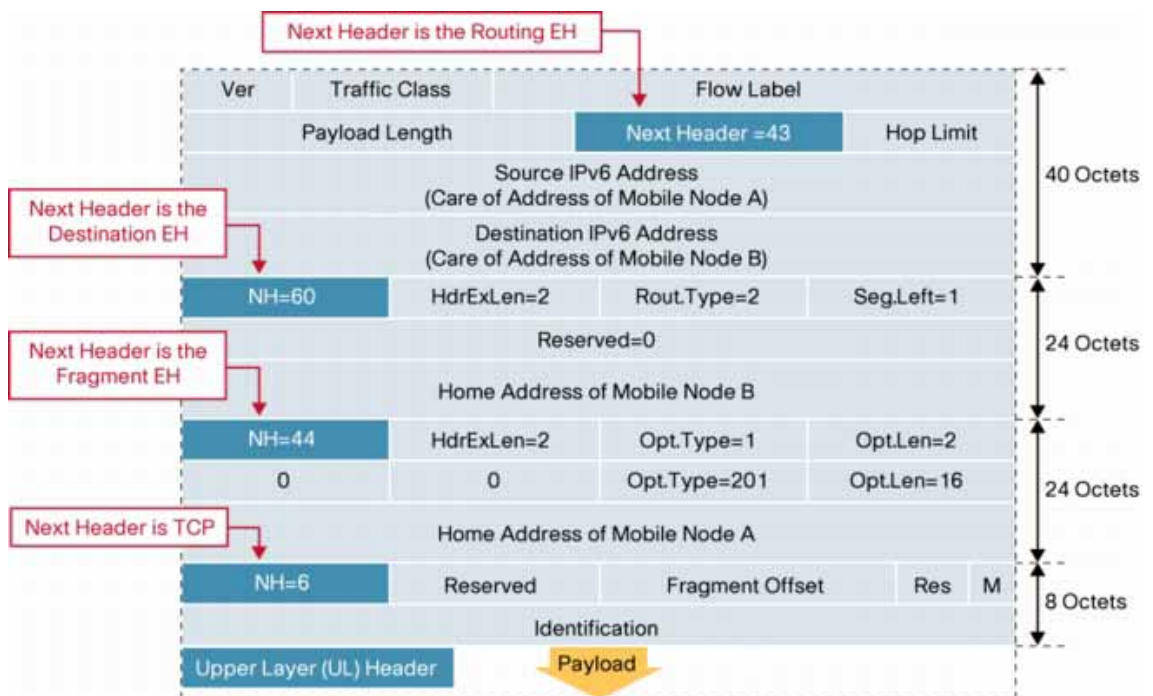 Next Header is the Routing EH
Ver Traffic Class Flow Label
Payload Length Next Header =43 Hop Limit
Source IPv6 Address
(Care of Address of Mobile Node A)
40 Octets
Next Header is the
Destination EH
Destination IPv6 Address
(Care of Address of Mobile Node B)
NH=60 HdrExLen=2 Rout.Type=2 Seg.Left=1
Reserved=0
24 Octets
Next Header is the
Fragment EH
Home Address of Mobile Node B
NH=44 HdrExLen=2 Opt.Type=1 Opt.Len=2
0 0 Opt.Type=201 Opt.Len=16
24 Octets
Next Header is TCP
Home Address of Mobile Node A
NH=6 Reserved Fragment Offset Res M
8 Octets
Identification
Upper Layer (UL) Header Payload